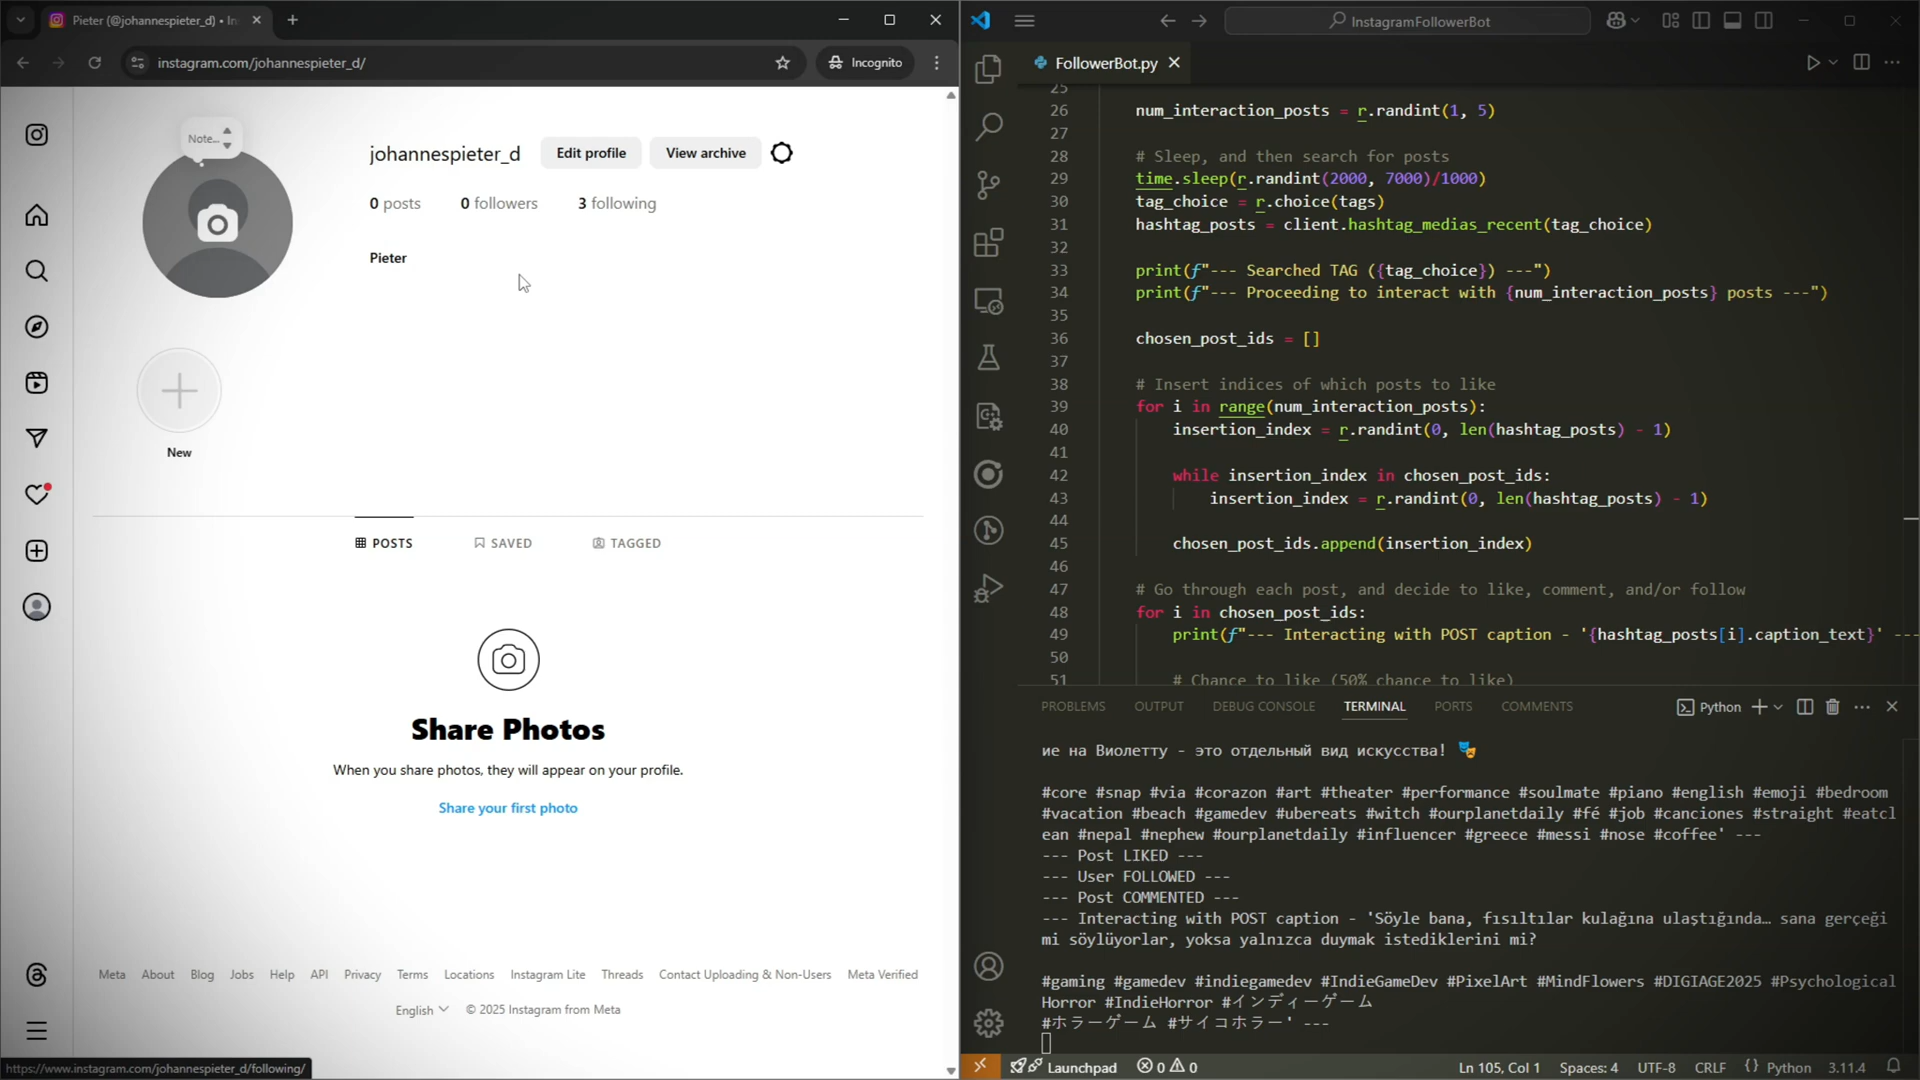 Pieter (@johannespieter_d) • In
instagram.com/johannespieter_d/
Incognito
Note...
johannespieter_d
Edit profile
View archive
0 posts
0 followers
3 following
Pieter
New
POSTS
SAVED
TAGGED
Share Photos
When you share photos, they will appear on your profile.
Share your first photo
Meta About Blog Jobs Help API Privacy Terms Locations Instagram Lite Threads Contact Uploading & Non-Users Meta Verified
English
© 2025 Instagram from Meta
https://www.instagram.com/johannespieter_d/following/
InstagramFollowerBot
FollowerBot.py
25
26 num_interaction_posts = r.randint(1, 5)
27
28 # Sleep, and then search for posts
29 time.sleep(r.randint(2000, 7000)/1000)
30 tag_choice = r.choice(tags)
31 hashtag_posts = client.hashtag_medias_recent(tag_choice)
32
33 print(f"--- Searched TAG ({tag_choice}) ---")
34 print(f"--- Proceeding to interact with {num_interaction_posts} posts ---")
35
36 chosen_post_ids = []
37
38 # Insert indices of which posts to like
39 for i in range(num_interaction_posts):
40 insertion_index = r.randint(0, len(hashtag_posts) - 1)
41
42 while insertion_index in chosen_post_ids:
43 insertion_index = r.randint(0, len(hashtag_posts) - 1)
44
45 chosen_post_ids.append(insertion_index)
46
47 # Go through each post, and decide to like, comment, and/or follow
48 for i in chosen_post_ids:
49 print(f"--- Interacting with POST caption - '{hashtag_posts[i].caption_text}' ---
50
51 # Chance to like (50% chance to like)
PROBLEMS OUTPUT DEBUG CONSOLE TERMINAL PORTS COMMENTS
Python
ие на Виолетту - это отдельный вид искусства! 🎭
#core #snap #via #corazon #art #theater #performance #soulmate #piano #english #emoji #bedroom
#vacation #beach #gamedev #ubereats #witch #ourplanetdaily #fé #job #canciones #straight #eatcl
ean #nepal #nephew #ourplanetdaily #influencer #greece #messi #nose #coffee' ---
--- Post LIKED ---
--- User FOLLOWED ---
--- Post COMMENTED ---
--- Interacting with POST caption - 'Söyle bana, fısıltılar kulağına ulaştığında… sana gerçeği
mi söylüyorlar, yoksa yalnızca duymak istediklerini mi?
#gaming #gamedev #indiegamedev #IndieGameDev #PixelArt #MindFlowers #DIGIAGE2025 #Psychological
Horror #IndieHorror #インディーゲーム
#ホラーゲーム #サイコホラー' ---
Launchpad
0 0
Ln 105, Col 1
Spaces: 4
UTF-8
CRLF
{} Python
3.11.4